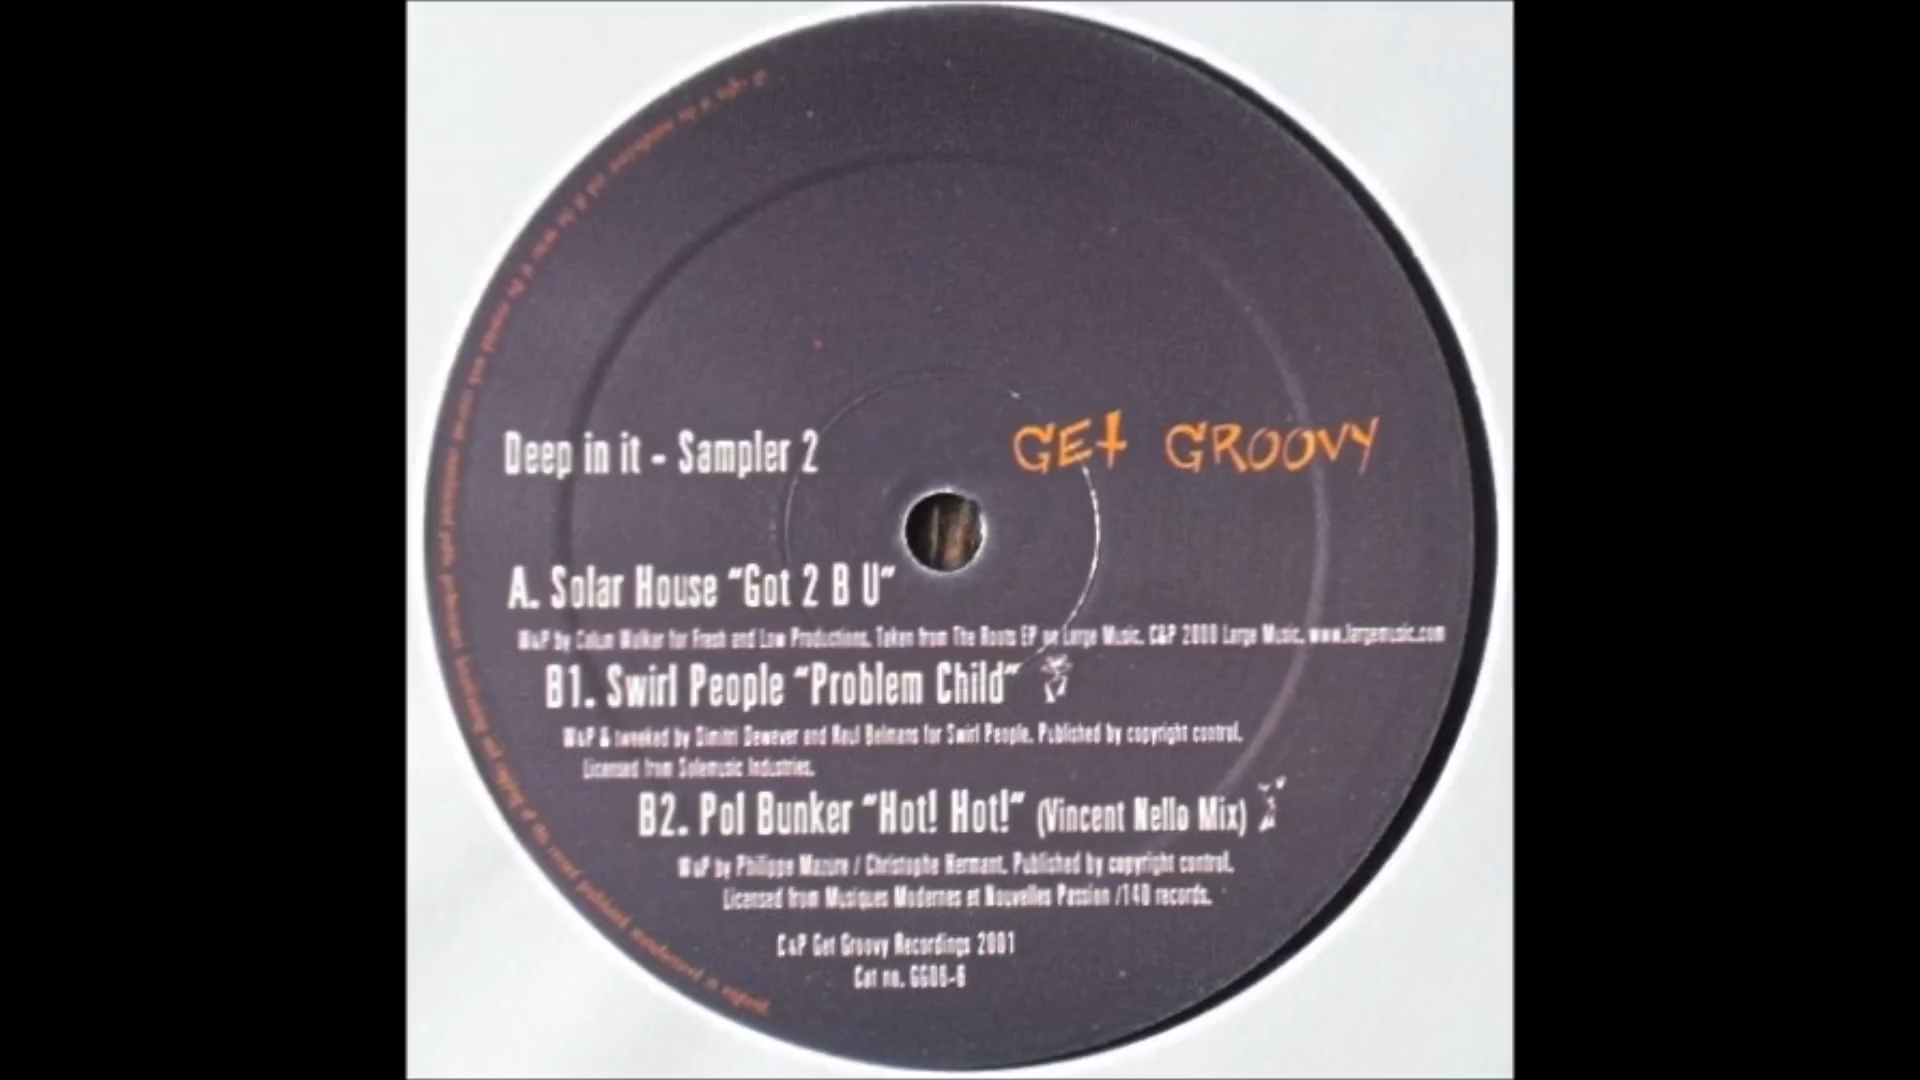 Deep in it - Sampler 2
GET GROOVY
A. Solar House "Got 2 B U"
W&P by Colum Walker for Fresh and Low Productions. Taken from The Roots EP on Large Music. C&P 2000 Large Music. www.largemusic.com
B1. Swirl People "Problem Child"
W&P & tweaked by Dimitri Dewever and Raul Belmans for Swirl People. Published by copyright control.
Licensed from Solemusic Industries.
B2. Pol Bunker "Hot! Hot!" (Vincent Nello Mix)
W&P by Philippe Mazure / Christophe Hermant. Published by copyright control.
Licensed from Musiques Modernes et Nouvelles Passion /140 records.
C&P Get Groovy Recordings 2001
Cat no. GG06-6